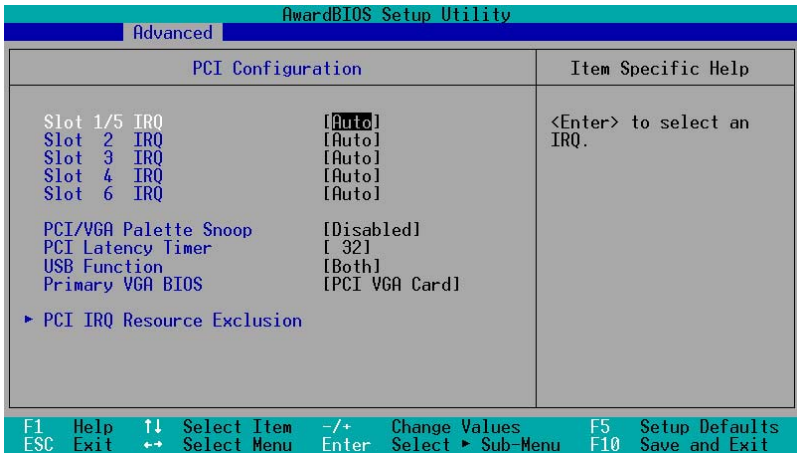 AwardBIOS Setup Utility
Advanced
PCI Configuration
Item Specific Help
Slot 1/5 IRQ [Auto]
Slot 2 IRQ [Auto]
Slot 3 IRQ [Auto]
Slot 4 IRQ [Auto]
Slot 6 IRQ [Auto]
PCI/VGA Palette Snoop [Disabled]
PCI Latency Timer [ 32]
USB Function [Both]
Primary VGA BIOS [PCI VGA Card]
▸ PCI IRQ Resource Exclusion
<Enter> to select an
IRQ.
F1 Help ↑↓ Select Item -/+ Change Values F5 Setup Defaults
ESC Exit ↔ Select Menu Enter Select ▸ Sub-Menu F10 Save and Exit